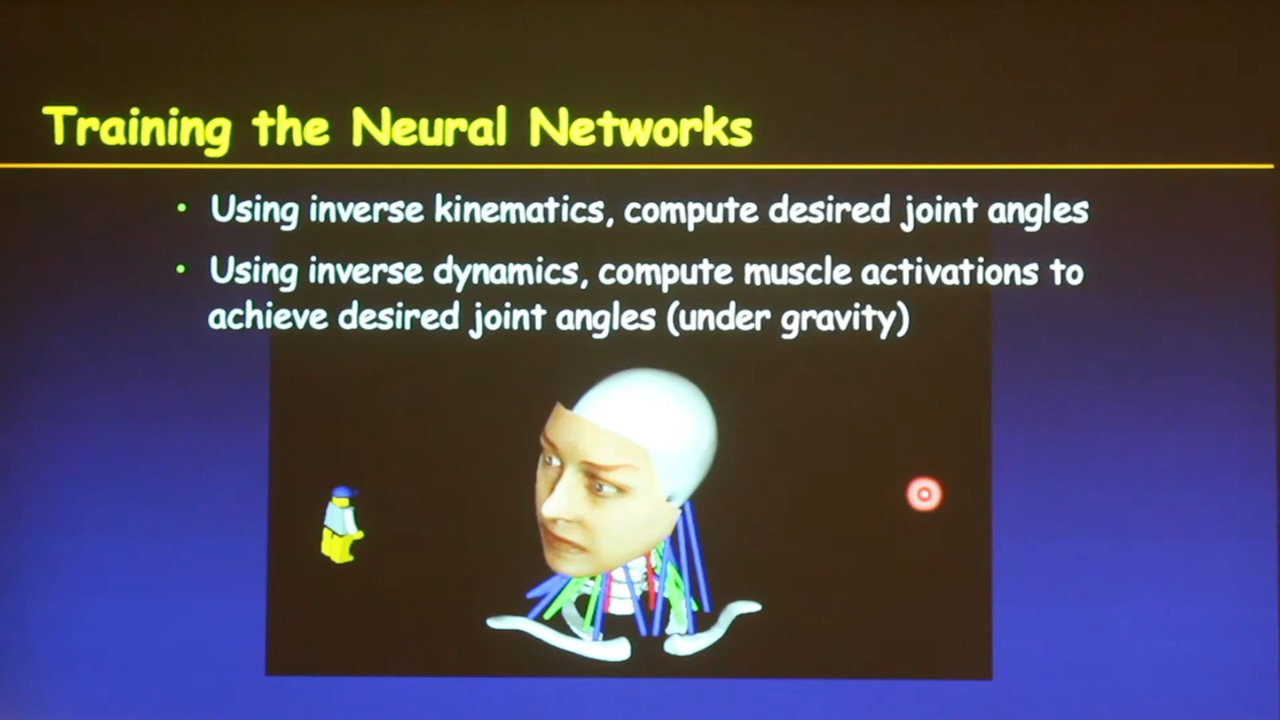 Training the Neural Networks
• Using inverse kinematics, compute desired joint angles
• Using inverse dynamics, compute muscle activations to
achieve desired joint angles (under gravity)